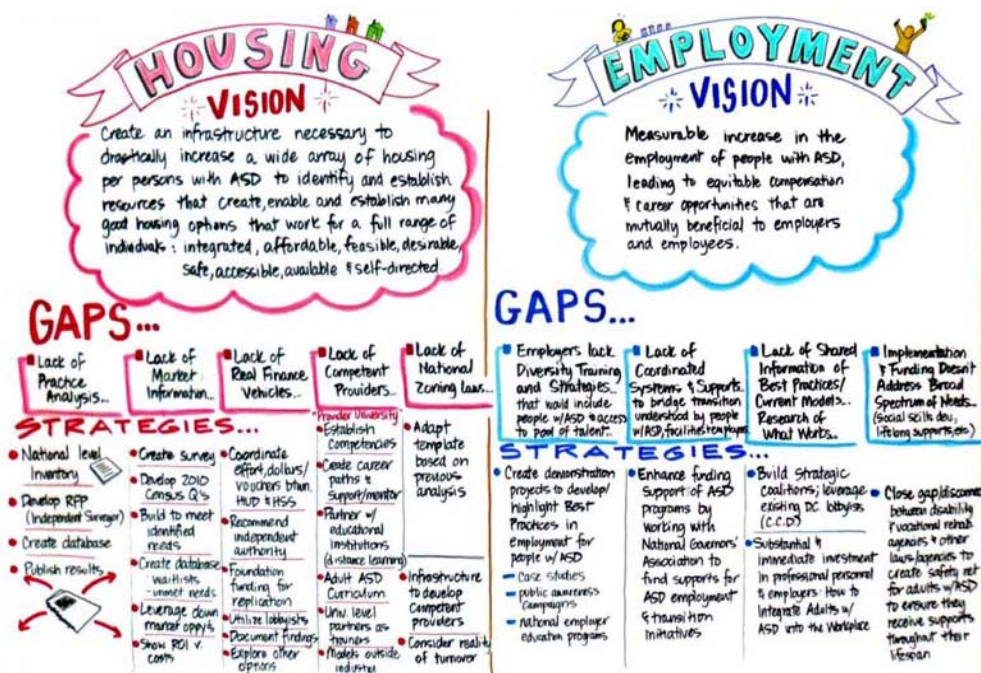 HOUSING
VISION
Create an infrastructure necessary to
drastically increase a wide array of housing
per persons with ASD to identify and establish
resources that create, enable and establish many
good housing options that work for a full range of
individuals: integrated, affordable, feasible, desirable,
safe, accessible, available & self-directed
GAPS...
Lack of
Practice
Analysis...
Lack of
Market
Information...
Lack of
Real Finance
Vehicles...
Lack of
Competent
Providers...
Lack of
National
Zoning Laws...
STRATEGIES...
National level
Inventory
Develop RFP
(Independent Surveyor)
Create database
Publish results
Create survey
Develop 2010
Census Q's
Build to meet
identified
needs
Create database
- waitlists
- unmet needs
Leverage down
market opp'ys
Show ROI v.
costs
Coordinate
effort, dollars/
vouchers btwn.
HUD & HSS
Recommend
independent
authority
Foundation
funding for
replication
Utilize lobbyists
Document findings
Explore other
options
"Provider University"
Establish
Competencies
Create career
paths &
support/mentor
Partner w/
educational
institutions
(distance learning)
Adult ASD
Curriculum
Univ. level
partners as
trainers
Models outside
industry
Adapt
template
based on
previous
analysis
Infrastructure
to develop
competent
providers
Consider reality
of turnover
EMPLOYMENT
VISION
Measurable increase in the
employment of people with ASD,
leading to equitable compensation
& career opportunities that are
mutually beneficial to employers
and employees.
GAPS...
Employers lack
Diversity Training
and Strategies...
that would include
people w/ASD & access
to pool of talent...
Lack of
Coordinated
Systems & Supports...
to bridge transition
understood by people
w/ASD, facilities & employers
Lack of Shared
Information of
Best Practices/
Current Models...
Research of
What Works...
Implementation
& Funding Doesn't
Address Broad
Spectrum of Needs...
(social skills dev.,
lifelong supports, etc)
STRATEGIES...
Create demonstration
projects to develop/
highlight Best
Practices in
employment for
people w/ASD
- Case studies
- public awareness
Campaigns
- national employer
education programs
Enhance funding
support of ASD
programs by
working with
National Governors'
Association to
fund supports for
ASD employment
& transition
initiatives
Build strategic
coalitions; leverage
existing D.C. lobbyists
(C.C.D)
Substantial &
immediate investment
in professional personnel
& employers: How to
Integrate Adults w/
ASD into the Workplace
Close gap/disconnect
between disability
& vocational rehab
agencies & other
laws/agencies to
create safety net
for adults w/ASD
to ensure they
receive supports
throughout their
lifespan